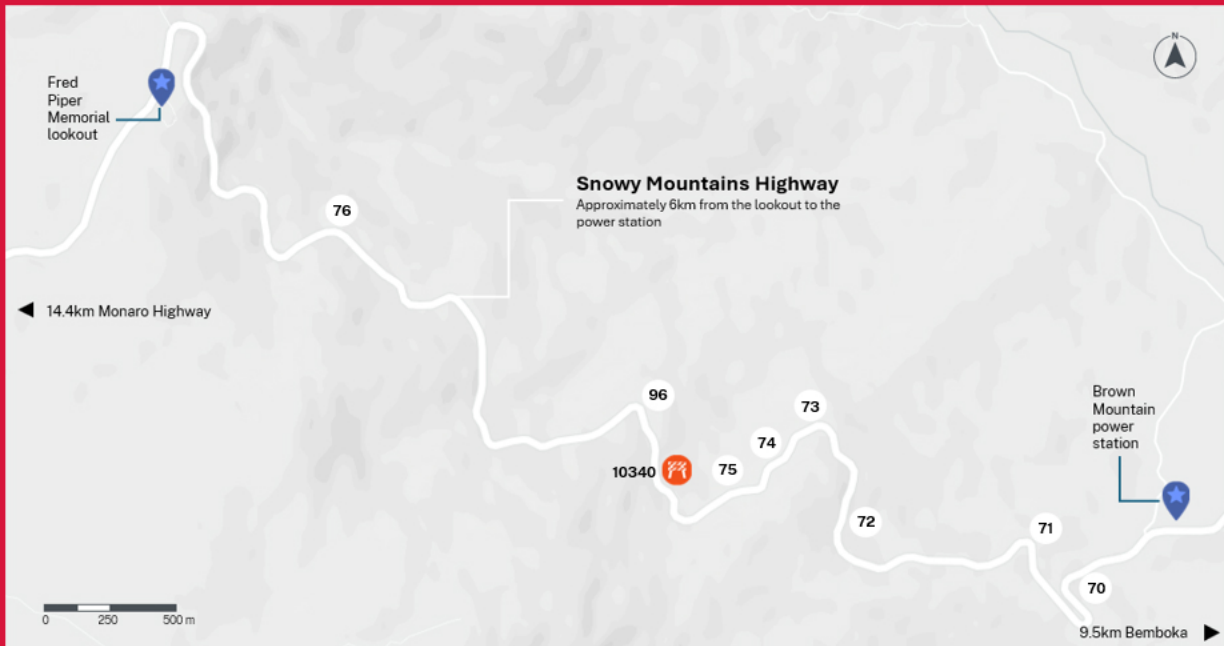 N
Fred
Piper
Memorial
lookout
Snowy Mountains Highway
Approximately 6km from the lookout to the
power station
76
14.4km Monaro Highway
96
73
Brown
Mountain
power
station
74
75
10340
72
71
70
0 250 500 m
9.5km Bemboka